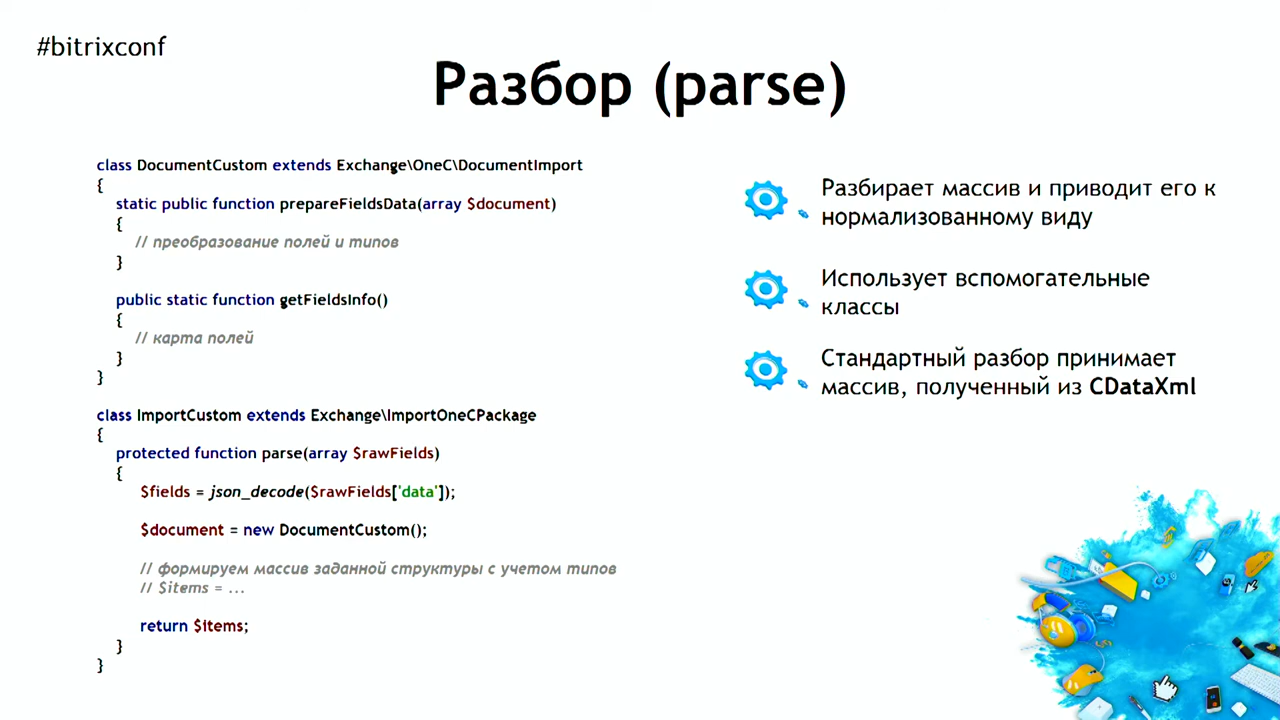 #bitrixconf
Разбор (parse)
class DocumentCustom extends Exchange\OneC\DocumentImport
{
static public function prepareFieldsData(array $document)
{
// преобразование полей и типов
}
public static function getFieldsInfo()
{
// карта полей
}
}
class ImportCustom extends Exchange\ImportOneCPackage
{
protected function parse(array $rawFields)
{
$fields = json_decode($rawFields['data']);
$document = new DocumentCustom();
// формируем массив заданной структуры с учетом типов
// $items = ...
return $items;
}
}
Разбирает массив и приводит его к
нормализованному виду
Использует вспомогательные
классы
Стандартный разбор принимает
массив, полученный из CDataXml